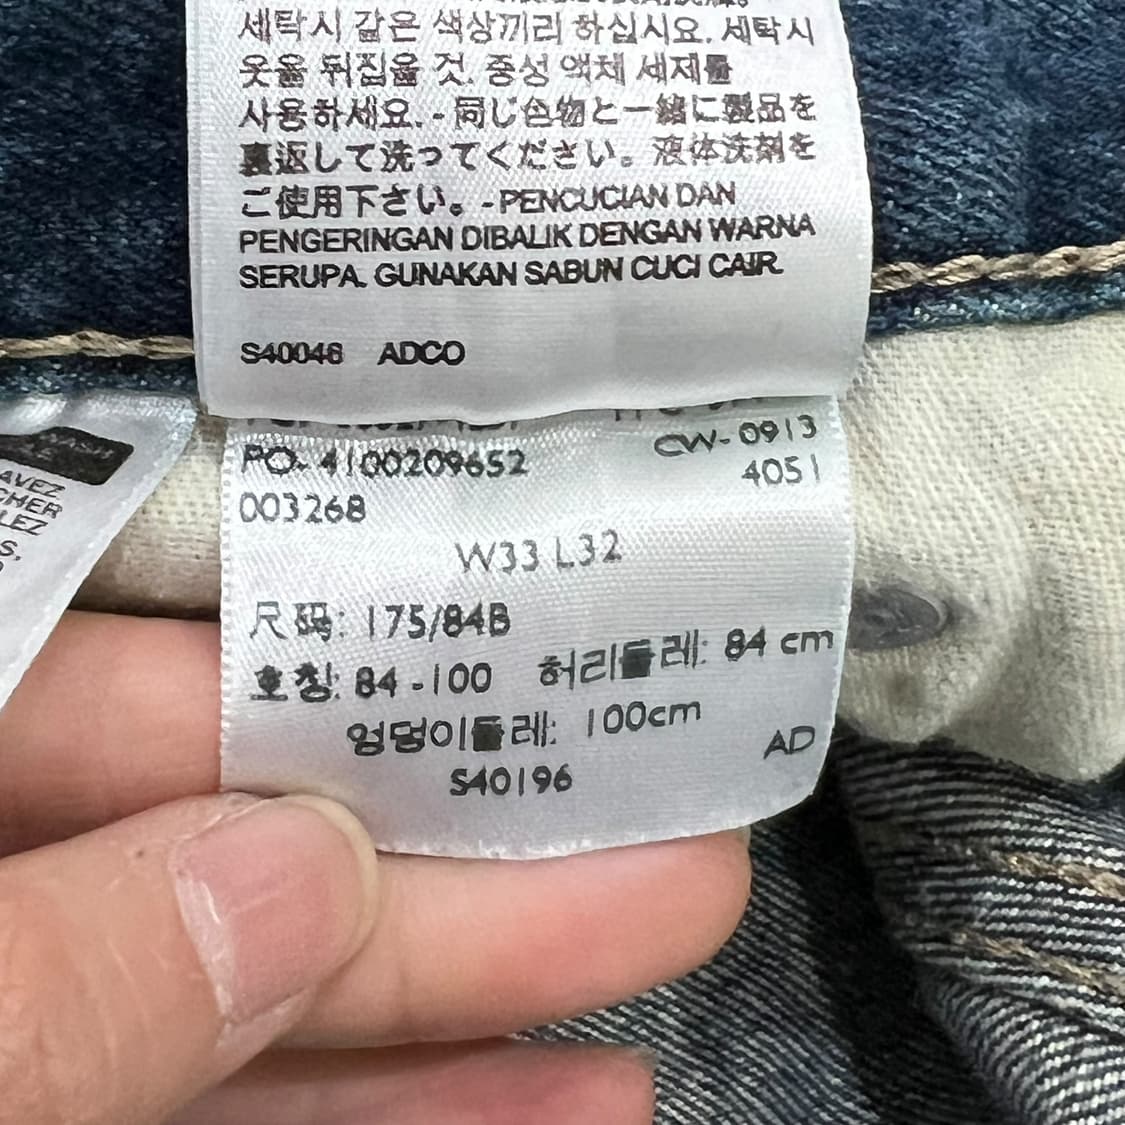 세탁시 같은 색상끼리 하십시요. 세탁시
옷을 뒤집을 것. 중성 액체 세제를
사용하세요. - 同じ色物と一緒に製品を
裏返して洗ってください。液体洗剤を
ご使用下さい。-PENCUCIAN DAN
PENGERINGAN DIBALIK DENGAN WARNA
SERUPA. GUNAKAN SABUN CUCI CAIR.
S40046 ADCO
CW-0913
PO- 4100209652
4051
003268
W33 L32
尺码: 175/84B
호칭: 84-100 허리둘레: 84 cm
엉덩이둘레: 100cm
AD
S40196
AVEZ
CHER
LEZ